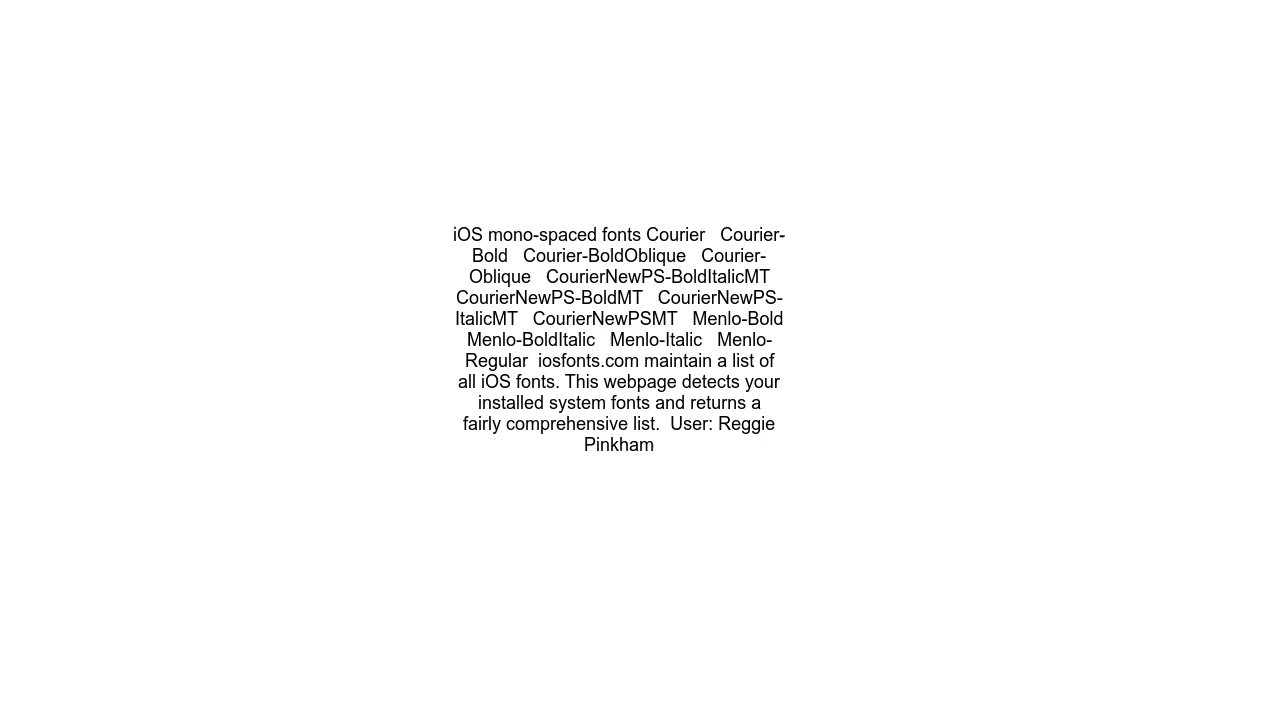 iOS mono-spaced fonts Courier   Courier-
Bold   Courier-BoldOblique   Courier-
Oblique   CourierNewPS-BoldItalicMT
CourierNewPS-BoldMT   CourierNewPS-
ItalicMT   CourierNewPSMT   Menlo-Bold
Menlo-BoldItalic   Menlo-Italic   Menlo-
Regular  iosfonts.com maintain a list of
all iOS fonts. This webpage detects your
installed system fonts and returns a
fairly comprehensive list.  User: Reggie
Pinkham